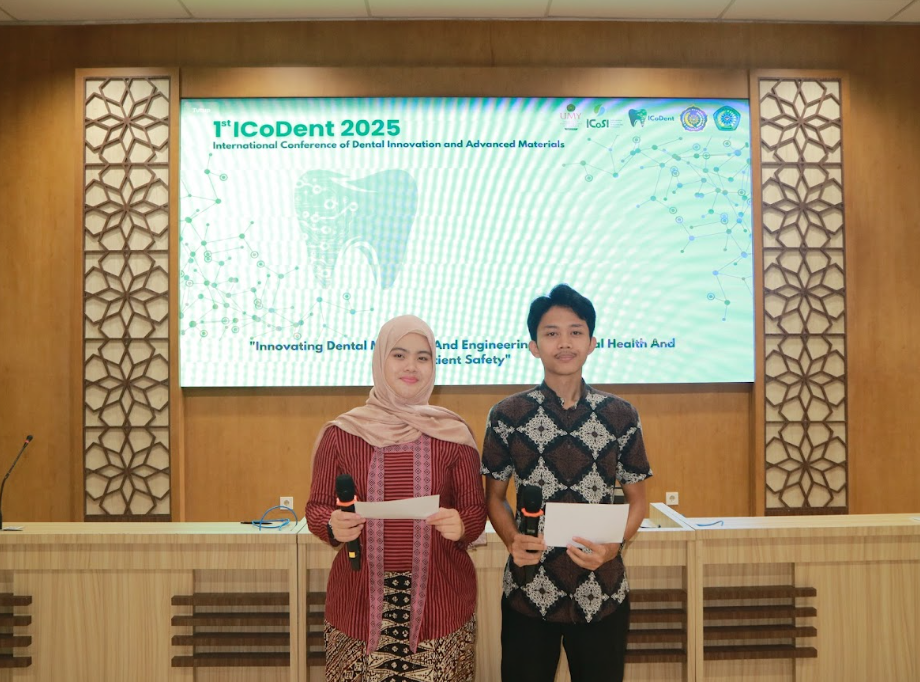 1st ICoDent 2025
International Conference of Dental Innovation and Advanced Materials
UMY
ICoSI
ICoDent
"Innovating Dental And Engineering Health And
Safety"